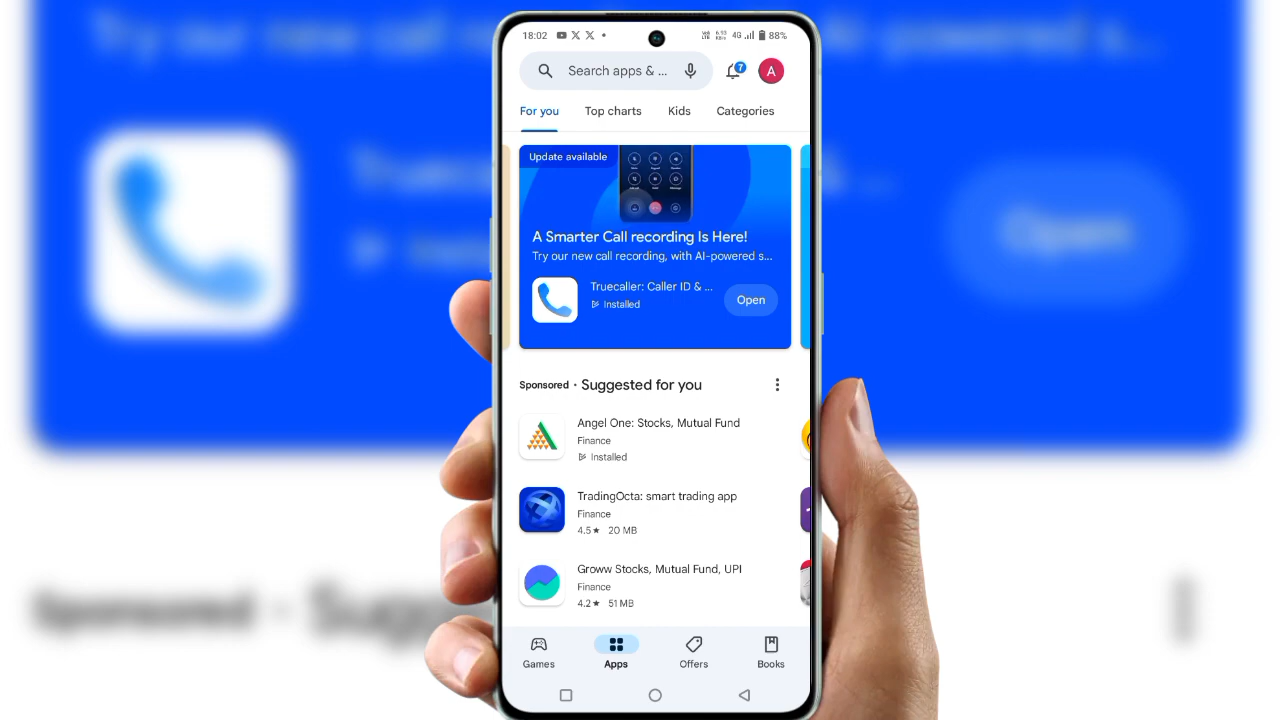 18:02
4G 88%
Search apps & ...
7
A
For you Top charts Kids Categories
Update available
A Smarter Call recording Is Here!
Try our new call recording, with AI-powered s...
Truecaller: Caller ID & ...
Installed
Open
Sponsored · Suggested for you
Angel One: Stocks, Mutual Fund
Finance
Installed
TradingOcta: smart trading app
Finance
4.5★ 20 MB
Groww Stocks, Mutual Fund, UPI
Finance
4.2★ 51 MB
Games Apps Offers Books